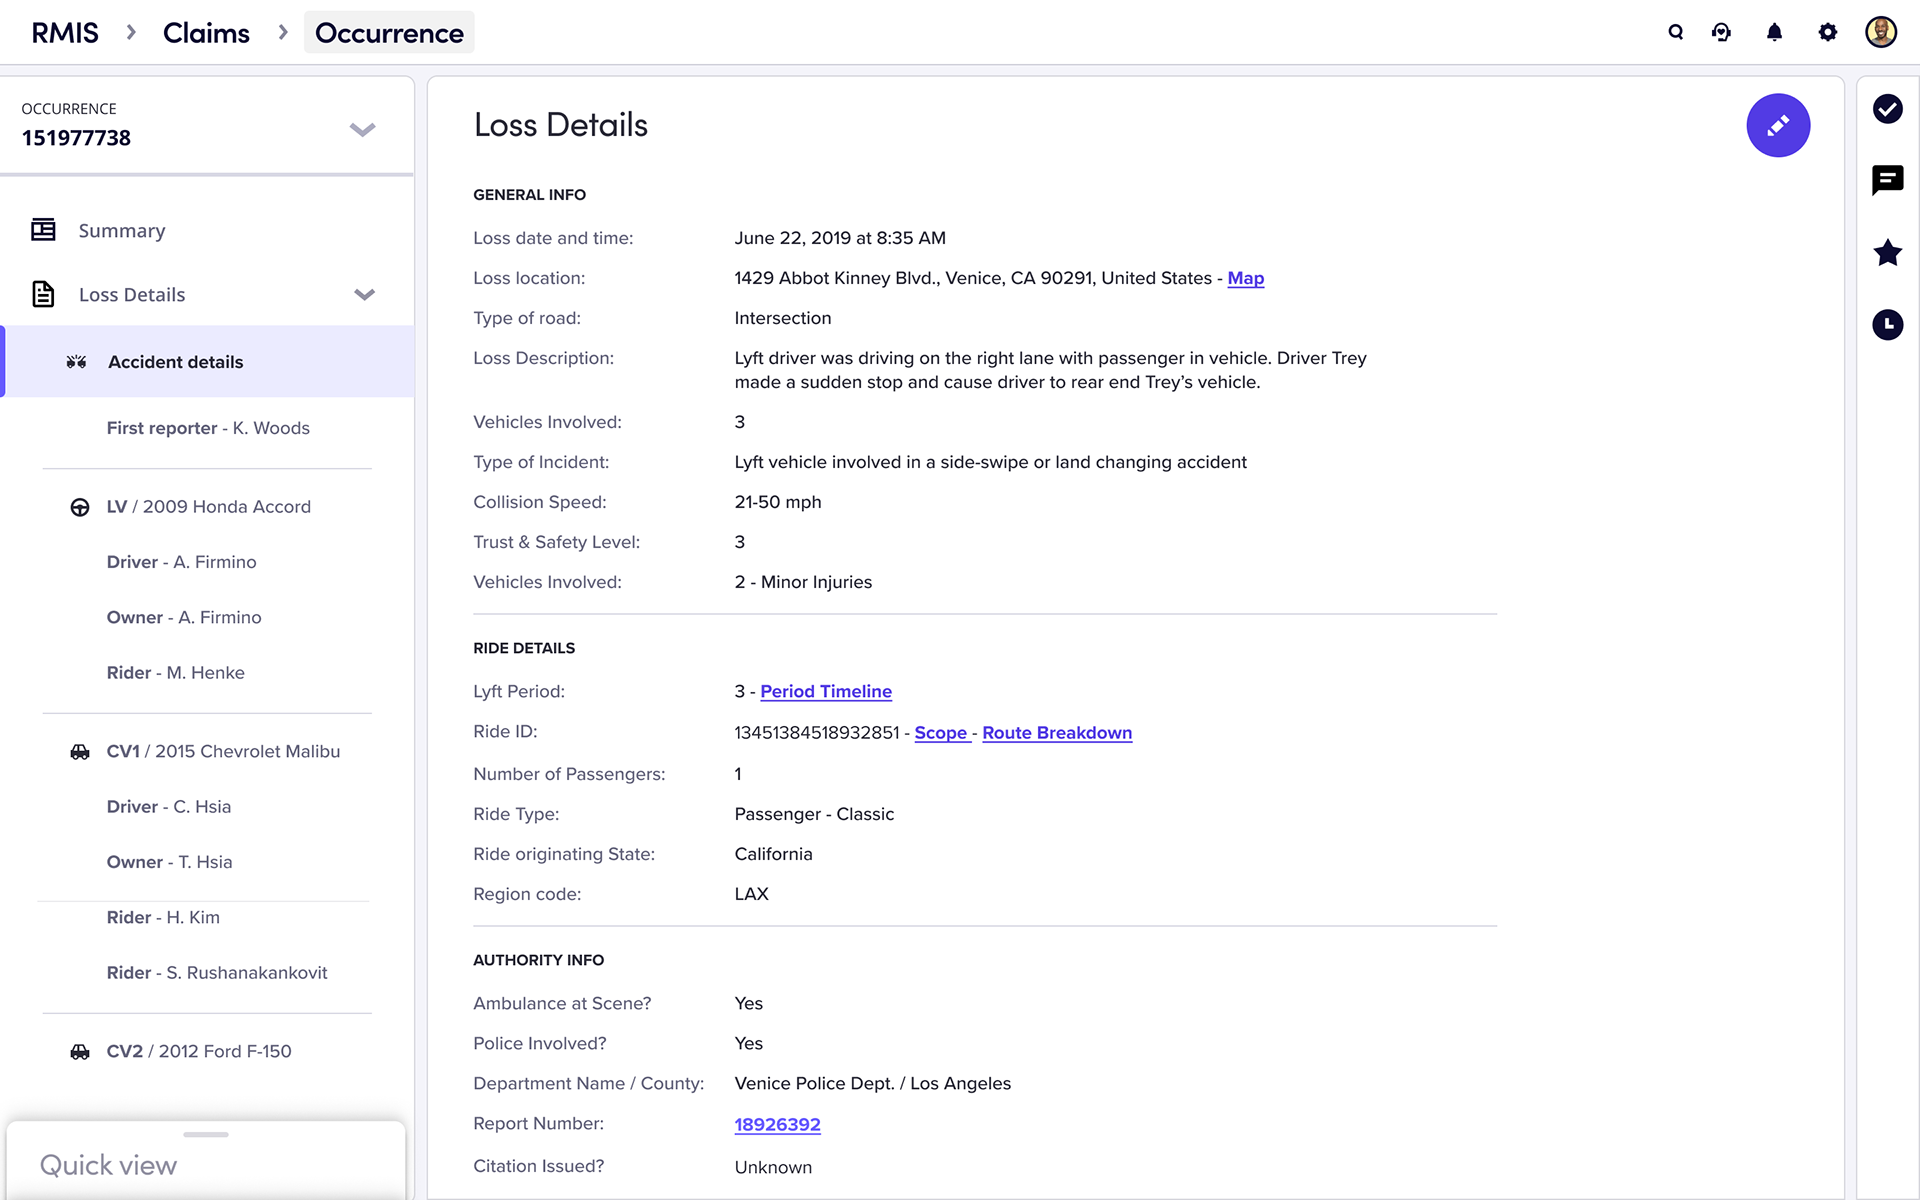 RMIS
Claims
Occurrence
OCCURRENCE
151977738
Summary
Loss Details
Accident details
First reporter - K. Woods
LV / 2009 Honda Accord
Driver - A. Firmino
Owner - A. Firmino
Rider - M. Henke
CV1 / 2015 Chevrolet Malibu
Driver - C. Hsia
Owner - T. Hsia
Rider - H. Kim
Rider - S. Rushanakankovit
CV2 / 2012 Ford F-150
Quick view
Loss Details
GENERAL INFO
Loss date and time: June 22, 2019 at 8:35 AM
Loss location: 1429 Abbot Kinney Blvd., Venice, CA 90291, United States - Map
Type of road: Intersection
Loss Description: Lyft driver was driving on the right lane with passenger in vehicle. Driver Trey
made a sudden stop and cause driver to rear end Trey’s vehicle.
Vehicles Involved: 3
Type of Incident: Lyft vehicle involved in a side-swipe or land changing accident
Collision Speed: 21-50 mph
Trust & Safety Level: 3
Vehicles Involved: 2 - Minor Injuries
RIDE DETAILS
Lyft Period: 3 - Period Timeline
Ride ID: 13451384518932851 - Scope - Route Breakdown
Number of Passengers: 1
Ride Type: Passenger - Classic
Ride originating State: California
Region code: LAX
AUTHORITY INFO
Ambulance at Scene? Yes
Police Involved? Yes
Department Name / County: Venice Police Dept. / Los Angeles
Report Number: 18926392
Citation Issued? Unknown